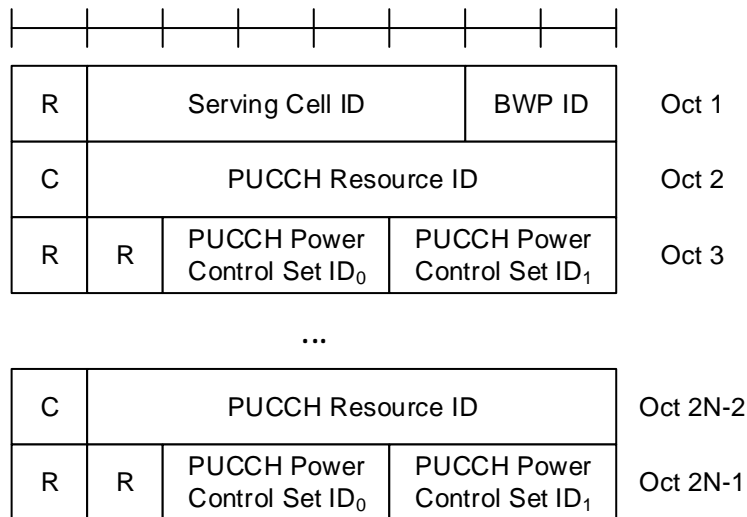 R Serving Cell ID BWP ID Oct 1
C PUCCH Resource ID Oct 2
R R PUCCH Power Control Set ID₀ PUCCH Power Control Set ID₁ Oct 3
...
C PUCCH Resource ID Oct 2N-2
R R PUCCH Power Control Set ID₀ PUCCH Power Control Set ID₁ Oct 2N-1